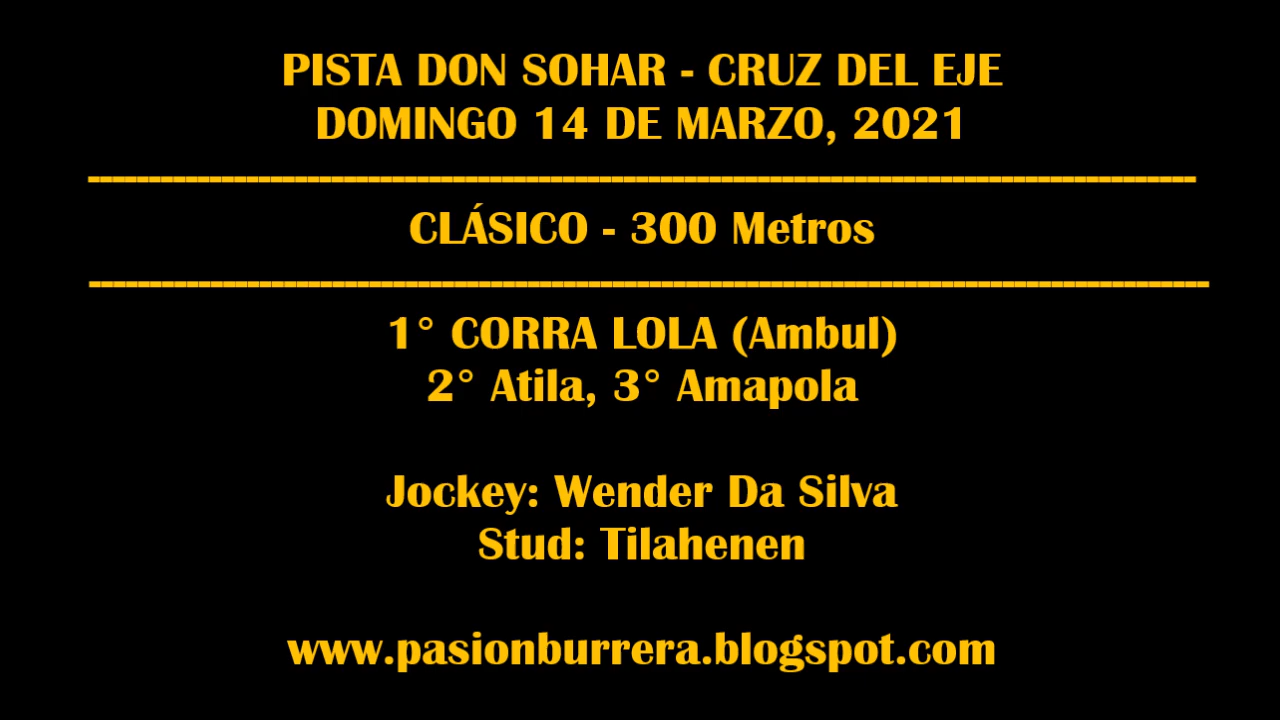 PISTA DON SOHAR - CRUZ DEL EJE
DOMINGO 14 DE MARZO, 2021
--------------------------------------------------------------------------------------------
CLÁSICO - 300 Metros
---------------------------------------------------------------------------------------------
1° CORRA LOLA (Ambul)
2° Atila, 3° Amapola
Jockey: Wender Da Silva
Stud: Tilahenen
www.pasionburrera.blogspot.com